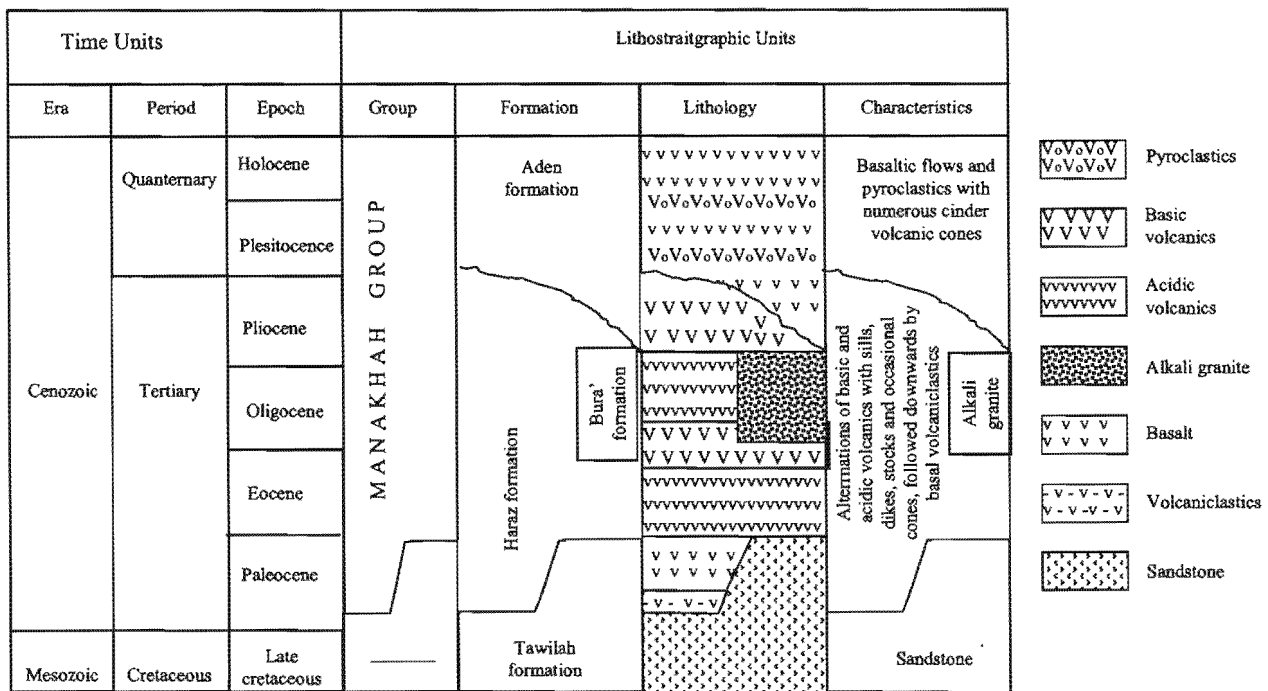 Time Units
Lithostraitgraphic Units
Era
Period
Epoch
Group
Formation
Lithology
Characteristics
Cenozoic
Quanternary
Tertiary
Holocene
Plesitocence
Pliocene
Oligocene
Eocene
Paleocene
MANAKHAH GROUP
Aden
formation
Haraz formation
Bura'
formation
Basaltic flows and
pyroclastics with
numerous cinder
volcanic cones
Alternations of basic and
acidic volcanics with sills,
dikes, stocks and occasional
cones, followed downwards by
basal volcaniclastics
Alkali
granite
Mesozoic
Cretaceous
Late
cretaceous
Tawilah
formation
Sandstone
Pyroclastics
Basic
volcanics
Acidic
volcanics
Alkali granite
Basalt
Volcaniclastics
Sandstone